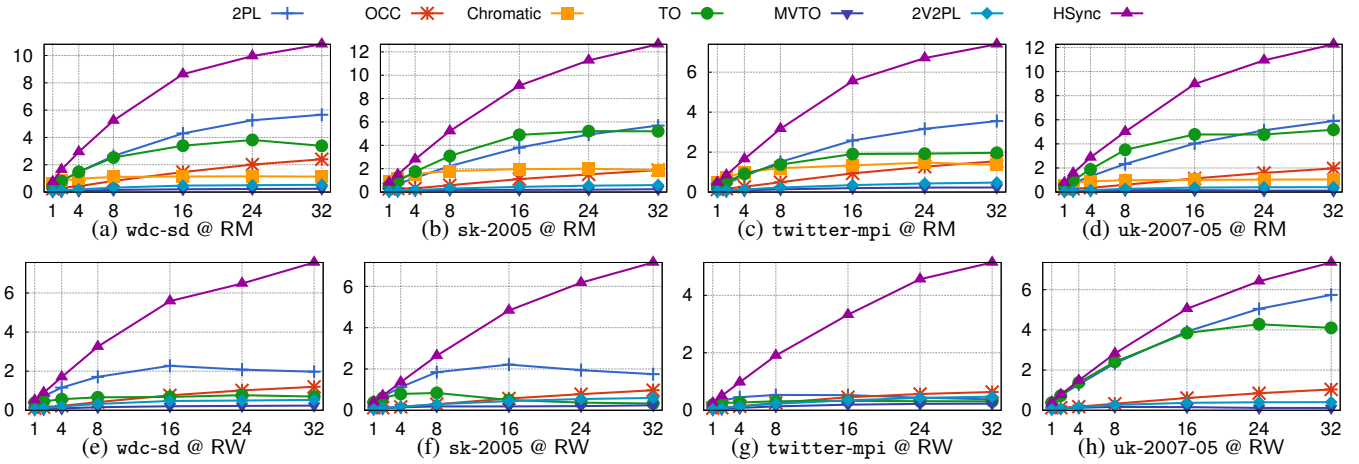 2PL OCC Chromatic TO MVTO 2V2PL HSync
10 8 6 4 2 0
12 10 8 6 4 2 0
6 4 2 0
12 10 8 6 4 2 0
1 4 8 16 24 32
1 4 8 16 24 32
1 4 8 16 24 32
1 4 8 16 24 32
(a) wdc-sd @ RM
(b) sk-2005 @ RM
(c) twitter-mpi @ RM
(d) uk-2007-05 @ RM
6 4 2 0
6 4 2 0
4 2 0
6 4 2 0
1 4 8 16 24 32
1 4 8 16 24 32
1 4 8 16 24 32
1 4 8 16 24 32
(e) wdc-sd @ RW
(f) sk-2005 @ RW
(g) twitter-mpi @ RW
(h) uk-2007-05 @ RW